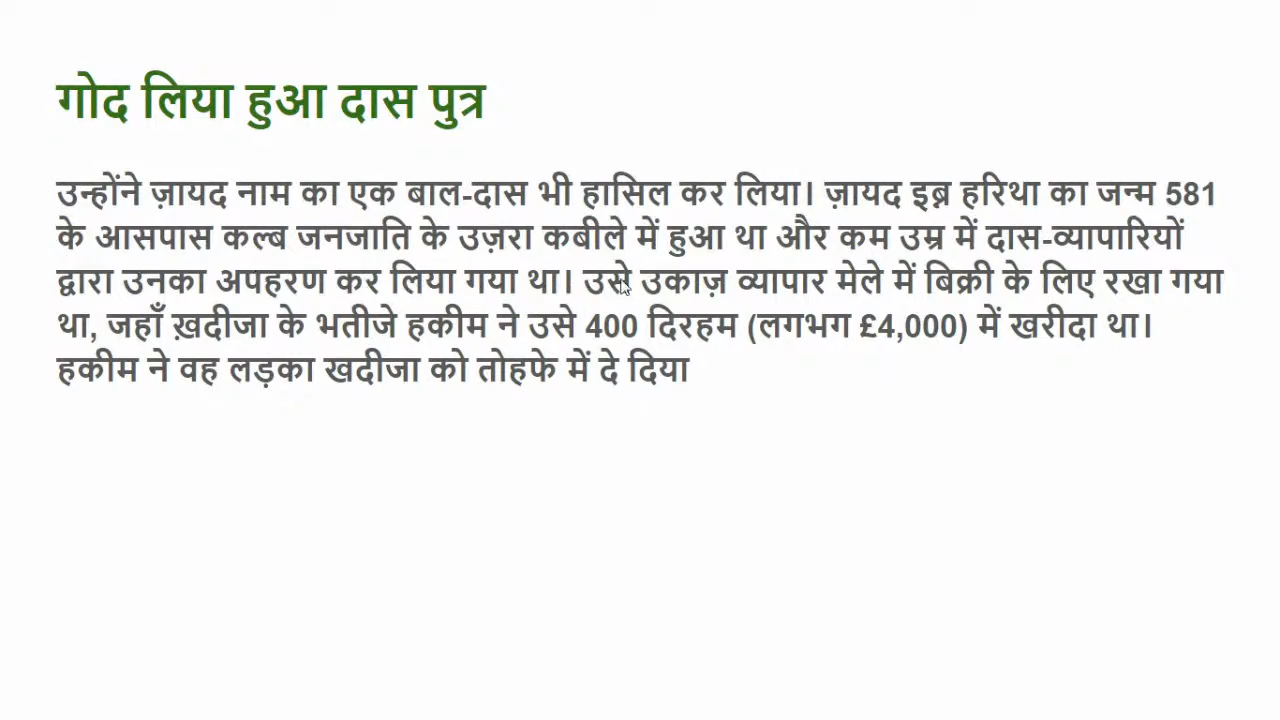 गोद लिया हुआ दास पुत्र
उन्होंने ज़ायद नाम का एक बाल-दास भी हासिल कर लिया। ज़ायद इब्न हरिथा का जन्म 581
के आसपास कल्ब जनजाति के उज़रा कबीले में हुआ था और कम उम्र में दास-व्यापारियों
द्वारा उनका अपहरण कर लिया गया था। उसे उकाज़ व्यापार मेले में बिक्री के लिए रखा गया
था, जहाँ ख़दीजा के भतीजे हकीम ने उसे 400 दिरहम (लगभग £4,000) में खरीदा था।
हकीम ने वह लड़का खदीजा को तोहफे में दे दिया